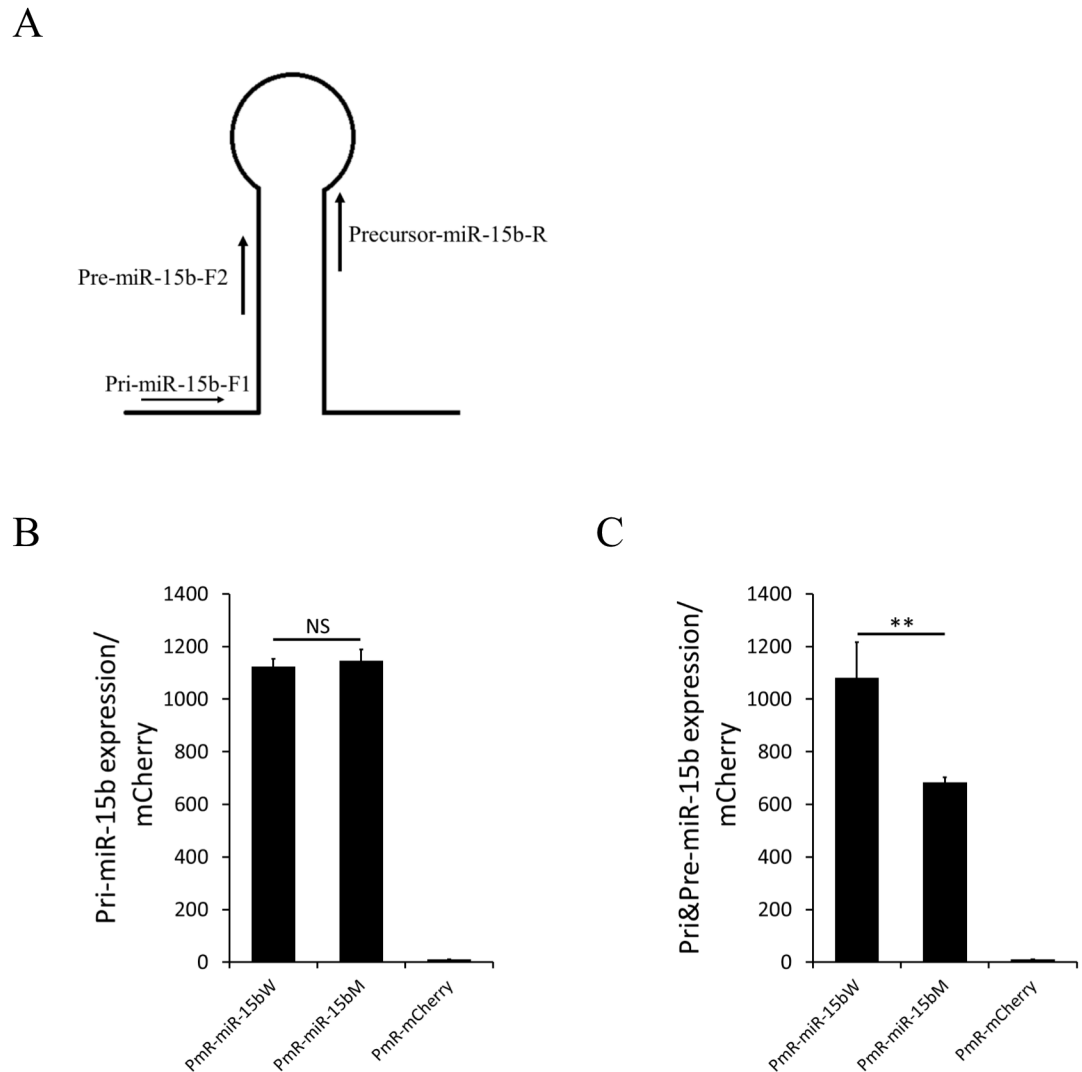 A
Precursor-miR-15b-R
Pre-miR-15b-F2
Pri-miR-15b-F1
B
Pri-miR-15b expression/
mCherry
1400
1200
1000
800
600
400
200
0
NS
PmR-miR-15bW
PmR-miR-15bM
PmR-mCherry
C
Pri&Pre-miR-15b expression/
mCherry
1400
1200
1000
800
600
400
200
0
**
PmR-miR-15bW
PmR-miR-15bM
PmR-mCherry